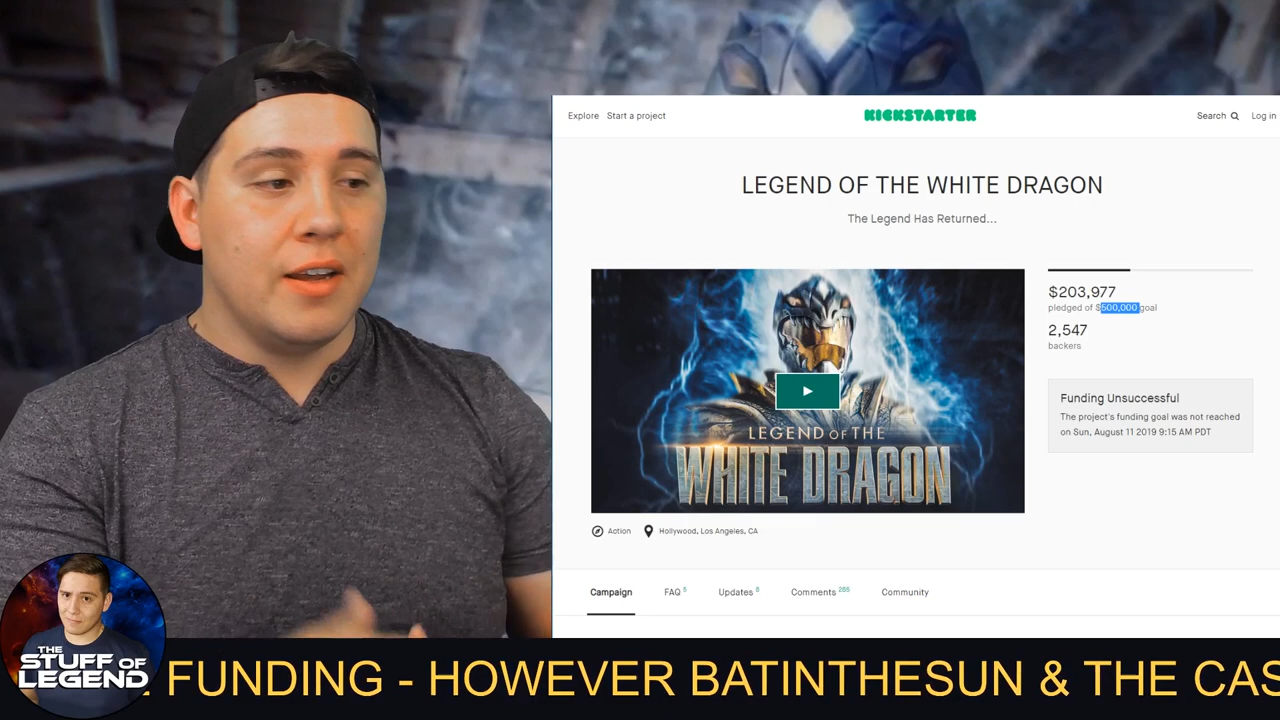 Explore Start a project KICKSTARTER Search Log in
LEGEND OF THE WHITE DRAGON
The Legend Has Returned...
$203,977
pledged of $500,000 goal
2,547
backers
Funding Unsuccessful
The project's funding goal was not reached
on Sun, August 11 2019 9:15 AM PDT
LEGEND OF THE
WHITE DRAGON
Action Hollywood, Los Angeles, CA
Campaign FAQ 5 Updates 8 Comments 286 Community
THE
STUFF OF
LEGEND
FUNDING - HOWEVER BATINTHESUN & THE CAS